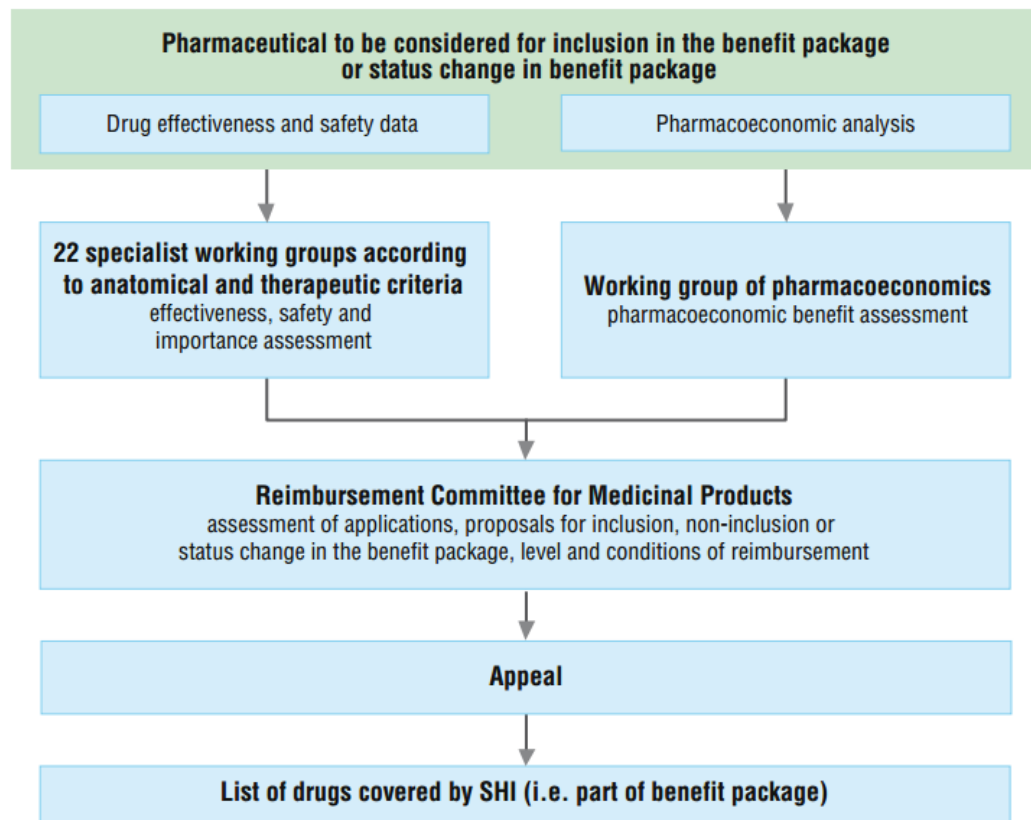 Pharmaceutical to be considered for inclusion in the benefit package
or status change in benefit package
Drug effectiveness and safety data
Pharmacoeconomic analysis
22 specialist working groups according
to anatomical and therapeutic criteria
effectiveness, safety and
importance assessment
Working group of pharmacoeconomics
pharmacoeconomic benefit assessment
Reimbursement Committee for Medicinal Products
assessment of applications, proposals for inclusion, non-inclusion or
status change in the benefit package, level and conditions of reimbursement
Appeal
List of drugs covered by SHI (i.e. part of benefit package)